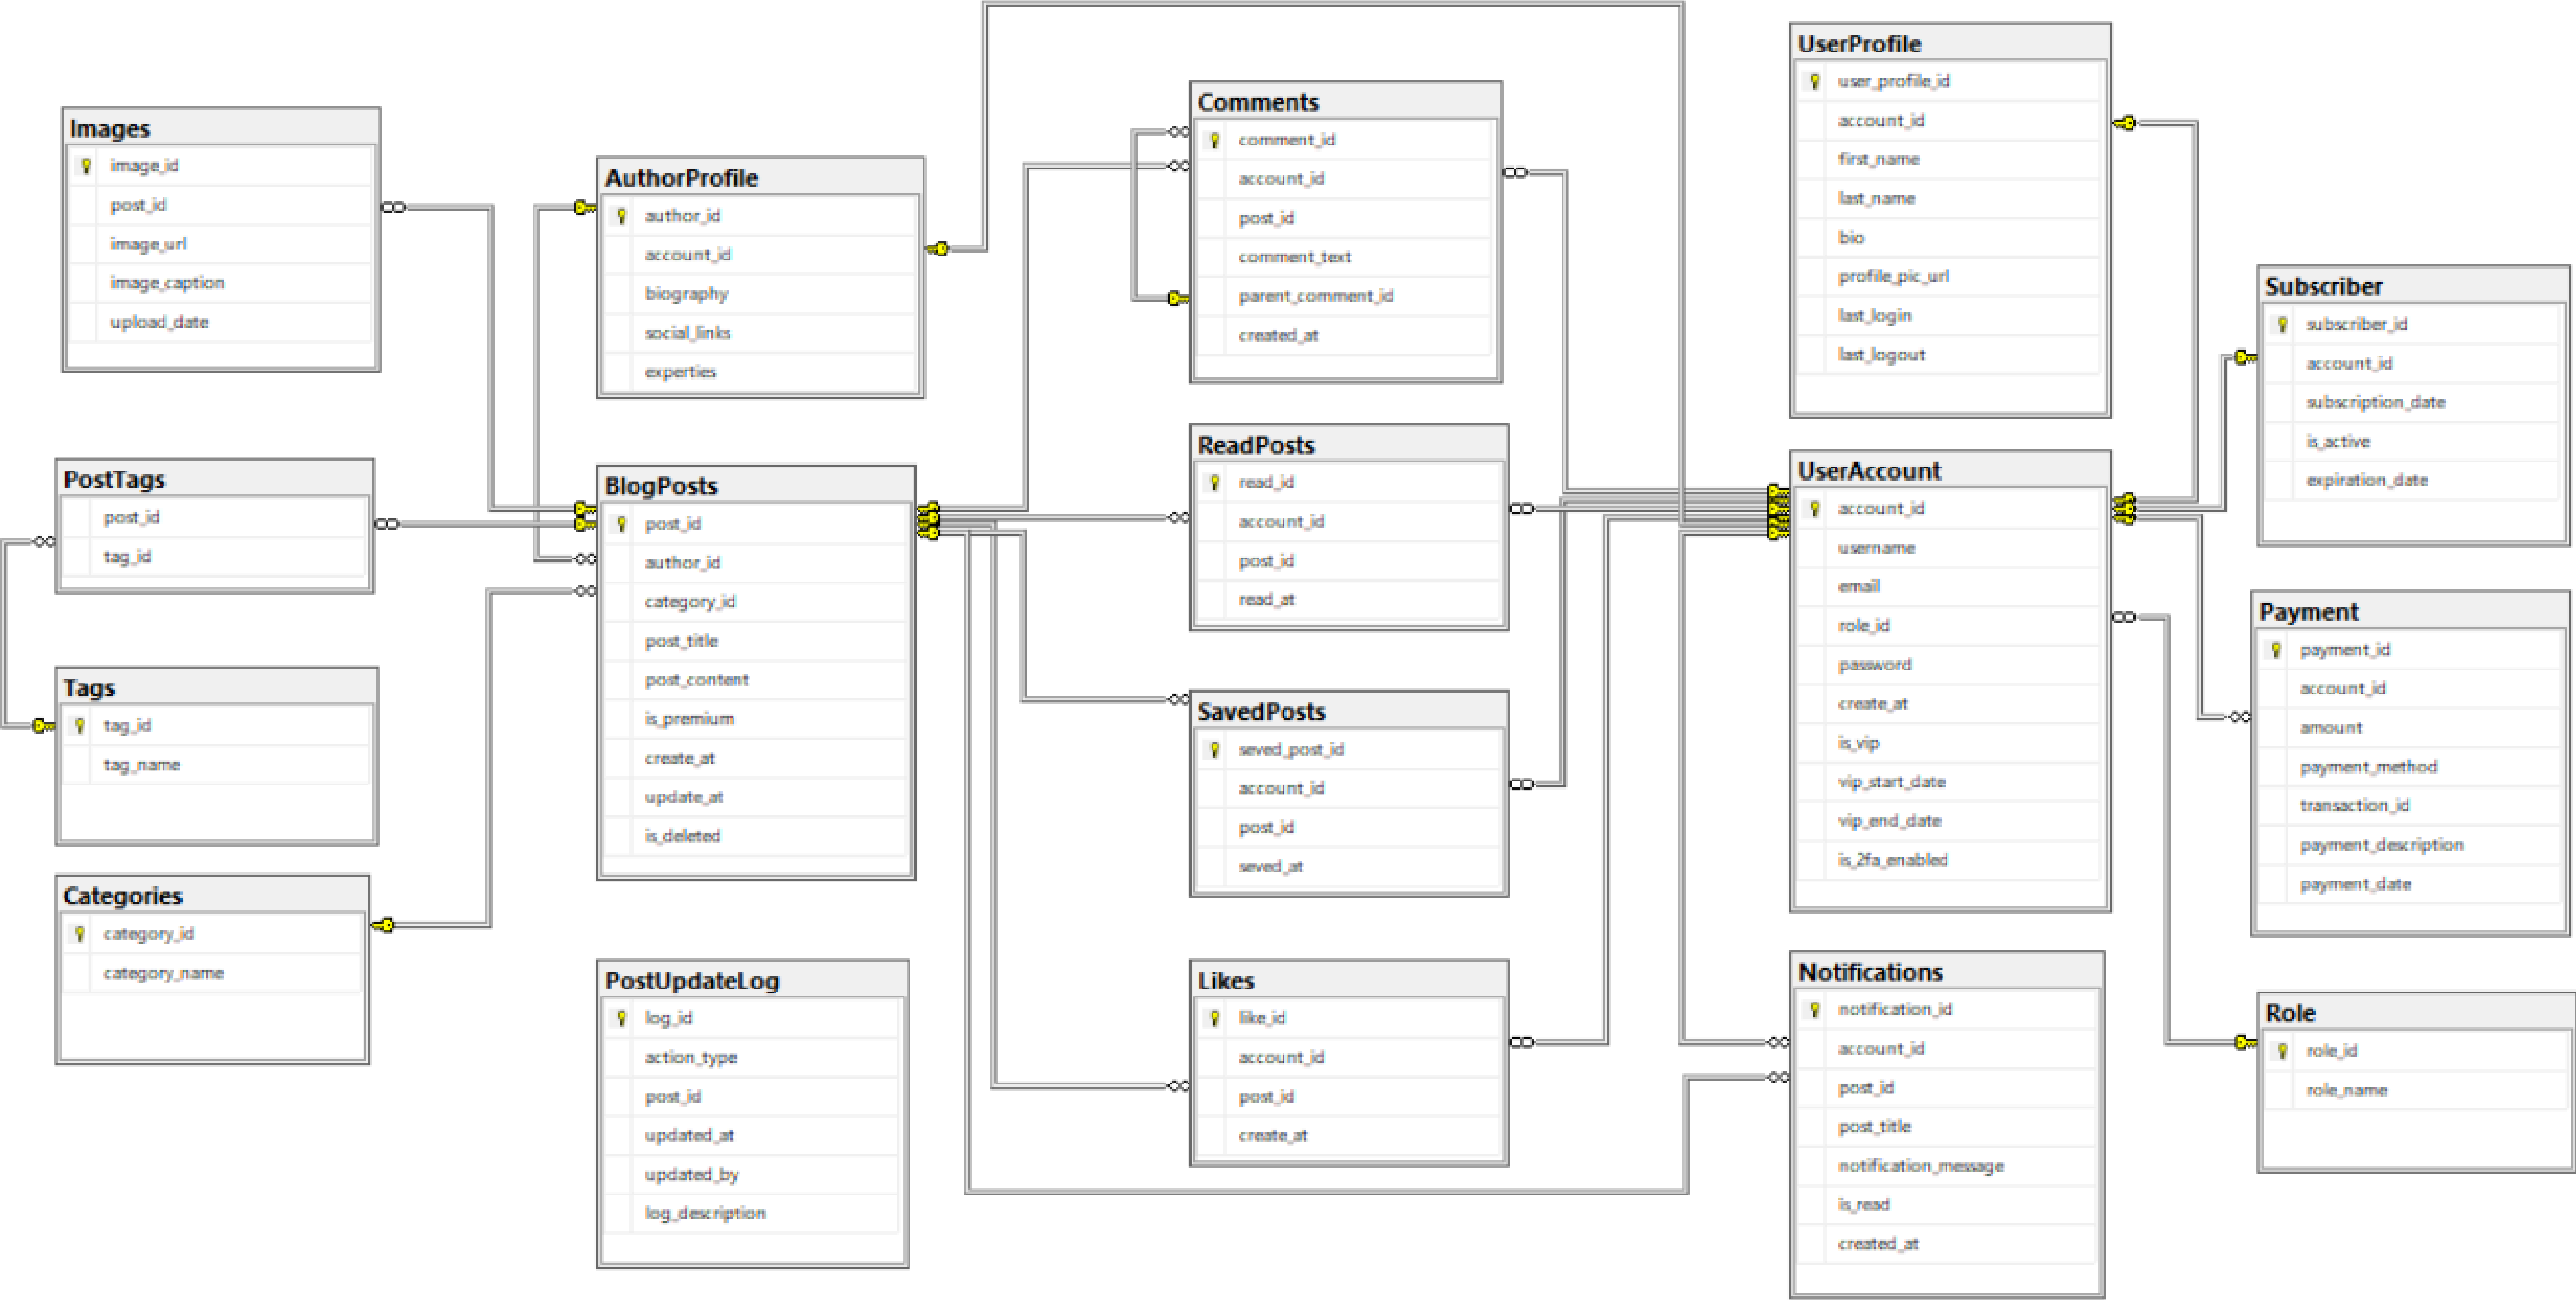 Images
image_id
post_id
image_url
image_caption
upload_date
PostTags
post_id
tag_id
Tags
tag_id
tag_name
Categories
category_id
category_name
AuthorProfile
author_id
account_id
biography
social_links
experties
BlogPosts
post_id
author_id
category_id
post_title
post_content
is_premium
create_at
update_at
is_deleted
PostUpdateLog
log_id
action_type
post_id
updated_at
updated_by
log_description
Comments
comment_id
account_id
post_id
comment_text
parent_comment_id
created_at
ReadPosts
read_id
account_id
post_id
read_at
SavedPosts
seved_post_id
account_id
post_id
seved_at
Likes
like_id
account_id
post_id
create_at
UserProfile
user_profile_id
account_id
first_name
last_name
bio
profile_pic_url
last_login
last_logout
UserAccount
account_id
username
email
role_id
password
create_at
is_vip
vip_start_date
vip_end_date
is_2fa_enabled
Notifications
notification_id
account_id
post_id
post_title
notification_message
is_read
created_at
Subscriber
subscriber_id
account_id
subscription_date
is_active
expiration_date
Payment
payment_id
account_id
amount
payment_method
transaction_id
payment_description
payment_date
Role
role_id
role_name